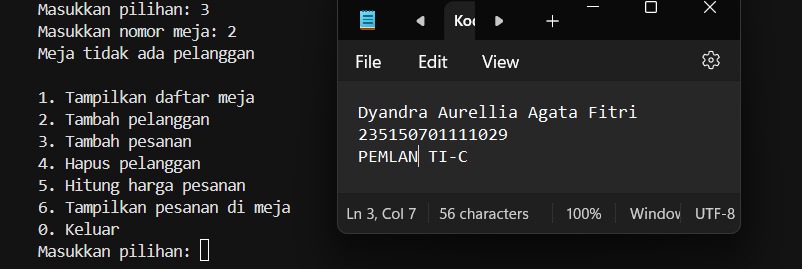 Masukkan pilihan: 3
Masukkan nomor meja: 2
Meja tidak ada pelanggan
1. Tampilkan daftar meja
2. Tambah pelanggan
3. Tambah pesanan
4. Hapus pelanggan
5. Hitung harga pesanan
6. Tampilkan pesanan di meja
0. Keluar
Masukkan pilihan:
File Edit View
Dyandra Aurellia Agata Fitri
235150701111029
PEMLAN TI-C
Ln 3, Col 7 56 characters 100% Window UTF-8